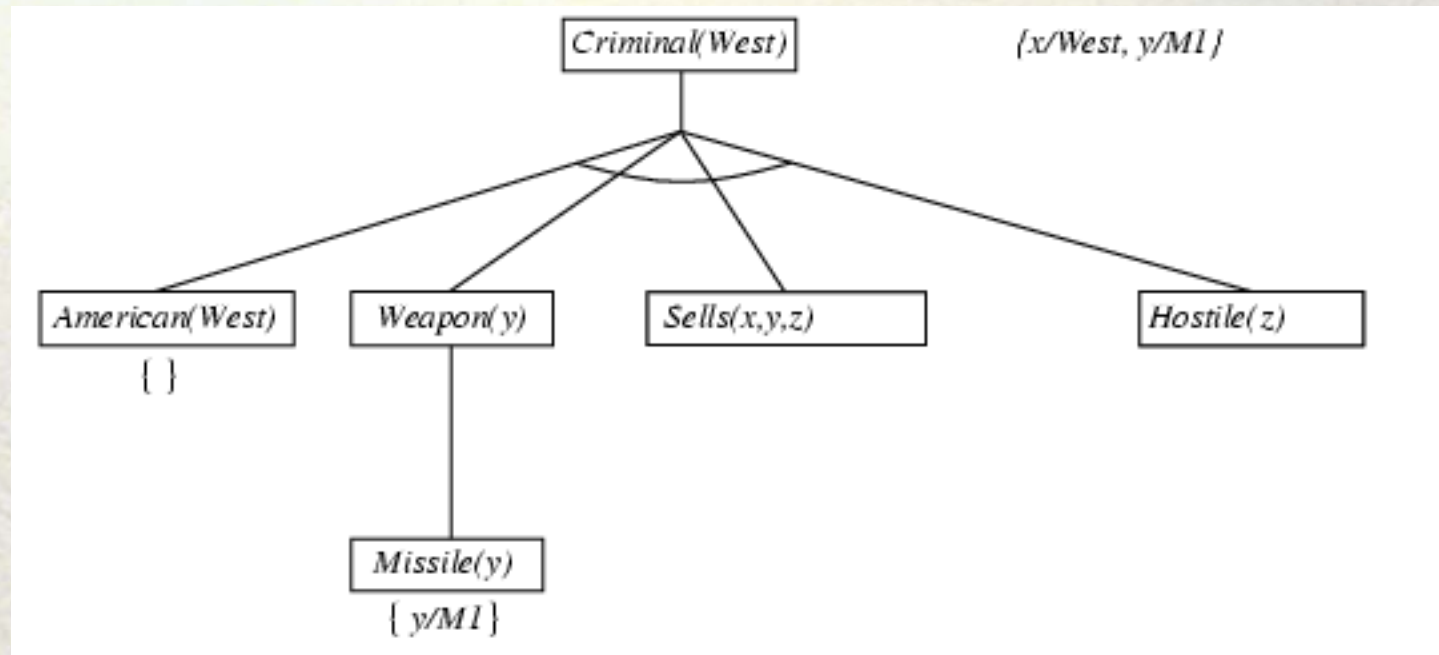 Criminal(West)
{x/West, y/M1}
American(West)
Weapon(y)
Sells(x,y,z)
Hostile(z)
{ }
Missile(y)
{ y/M1 }